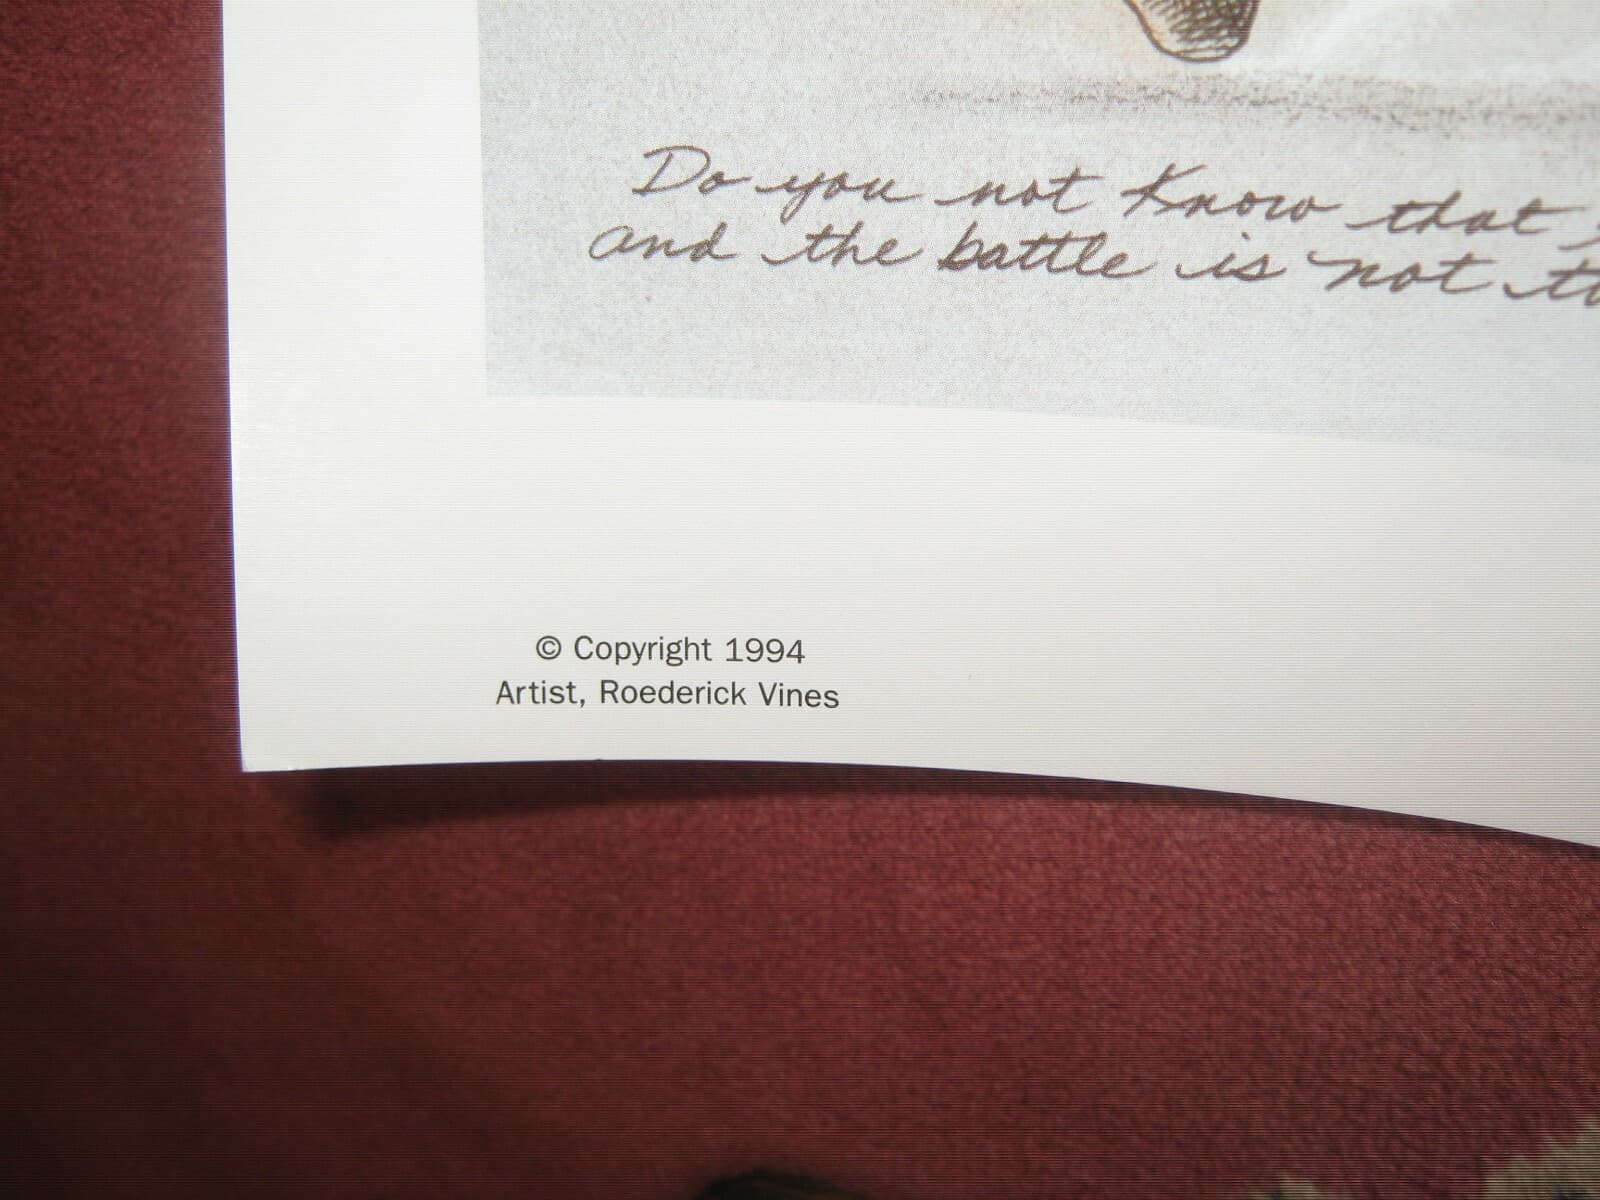 Do you not Know that
and the battle is not
© Copyright 1994
Artist, Roederick Vines